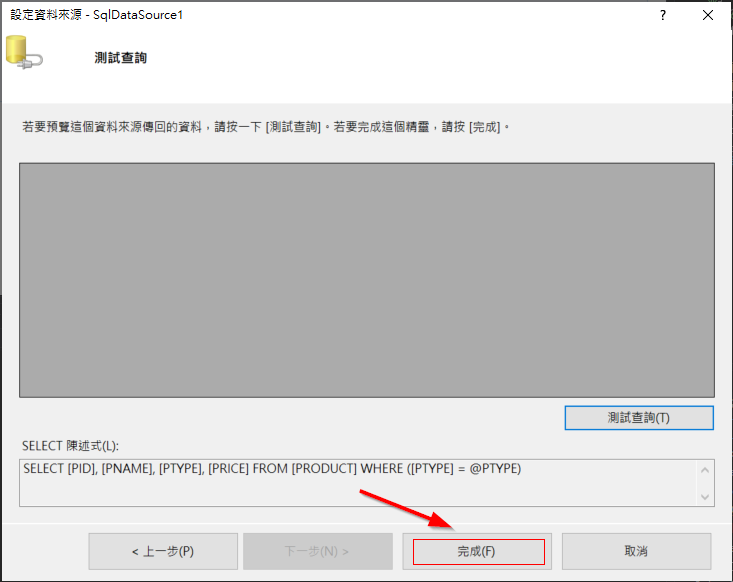 設定資料來源 - SqlDataSource1
?
測試查詢
若要預覽這個資料來源傳回的資料，請按一下 [測試查詢]。若要完成這個精靈，請按 [完成]。
測試查詢(T)
SELECT 陳述式(L):
SELECT [PID], [PNAME], [PTYPE], [PRICE] FROM [PRODUCT] WHERE ([PTYPE] = @PTYPE)
< 上一步(P) 下一步(N) > 完成(F) 取消